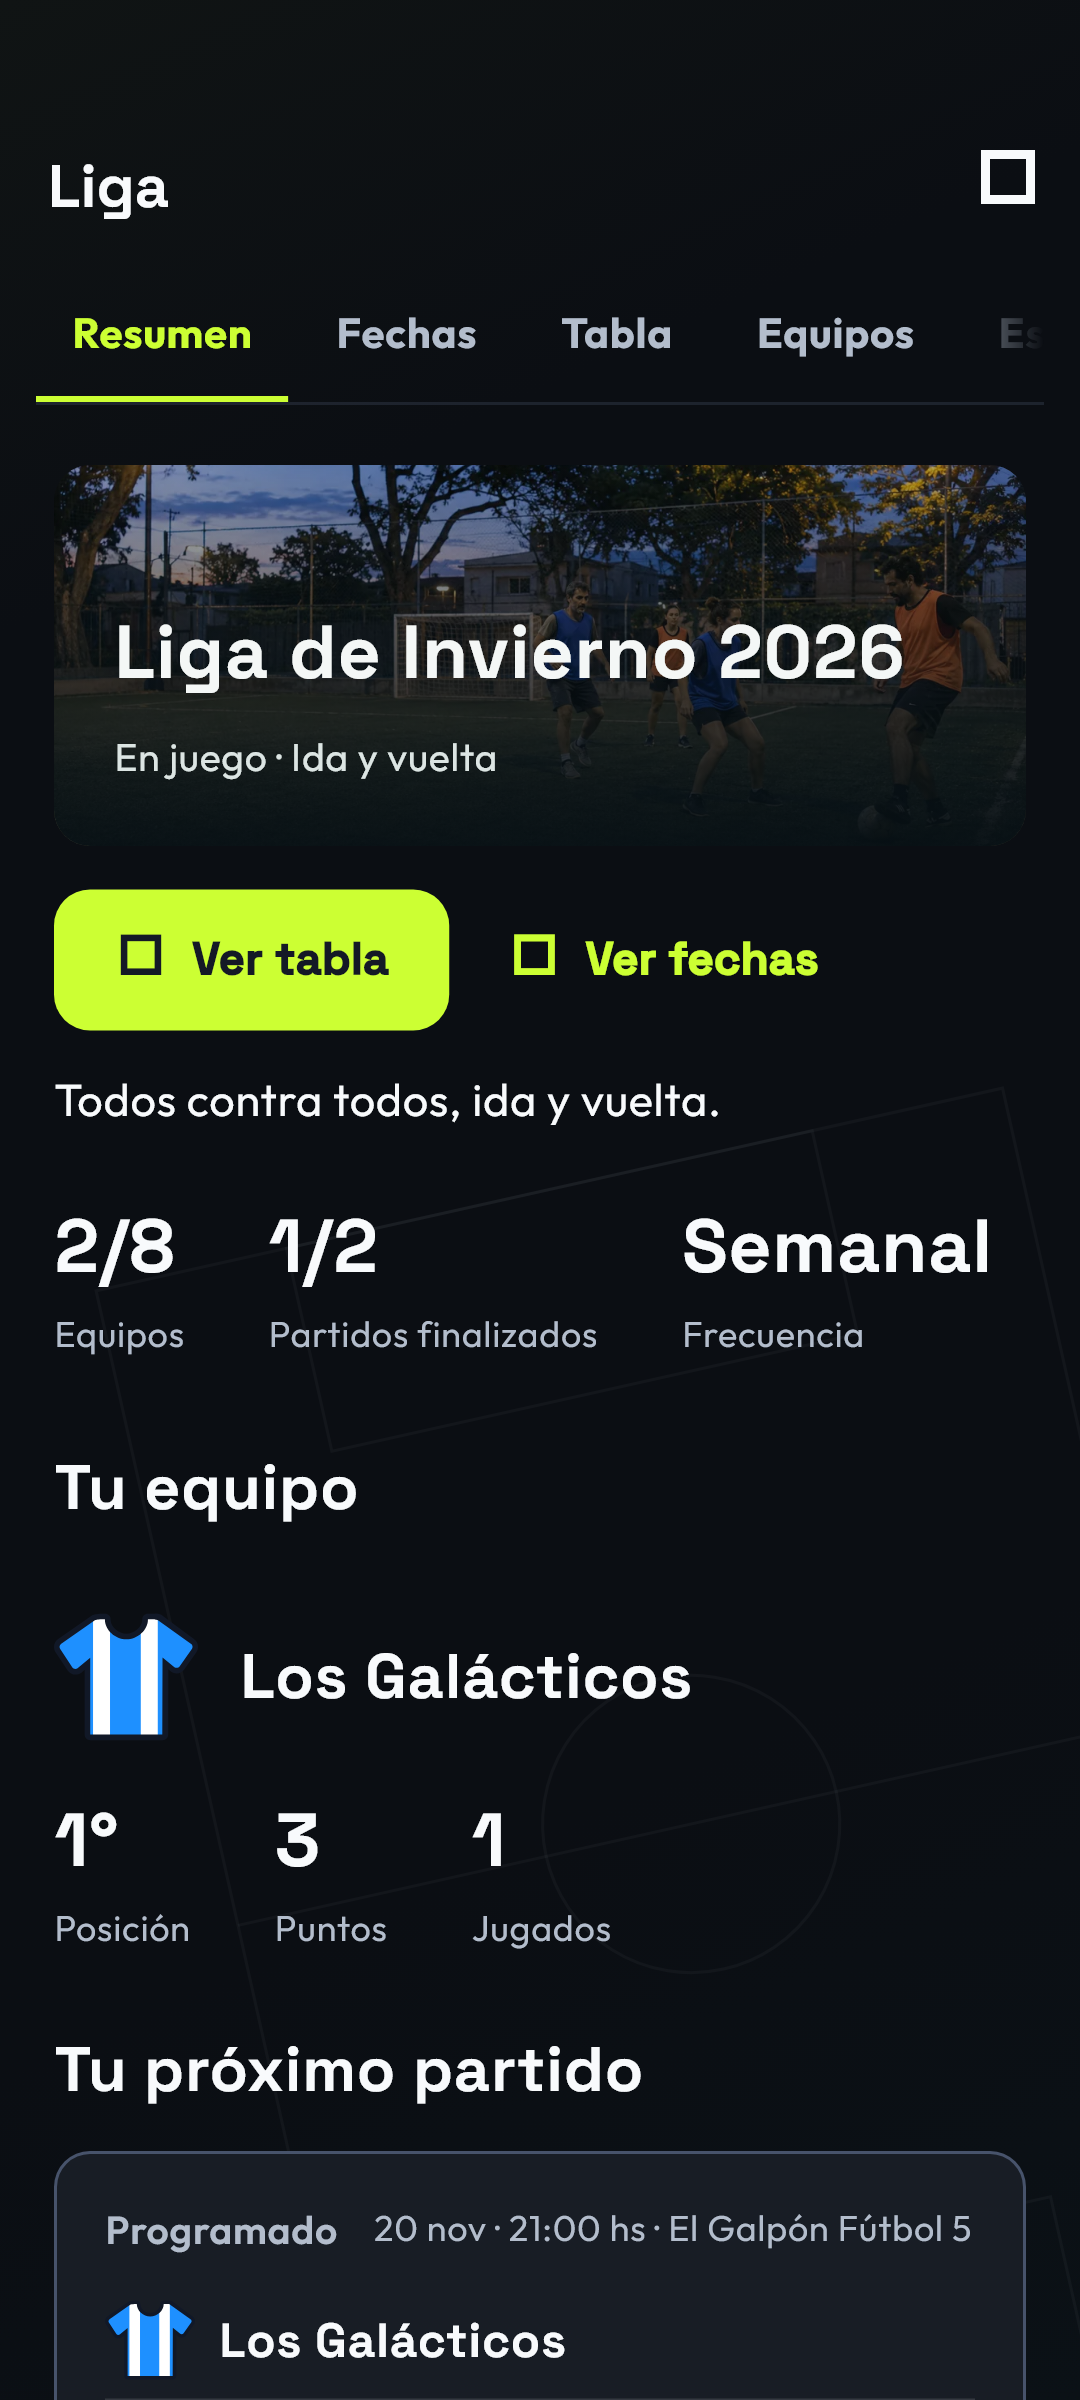 Liga
Resumen Fechas Tabla Equipos Es
Liga de Invierno 2026
En juego · Ida y vuelta
Ver tabla Ver fechas
Todos contra todos, ida y vuelta.
2/8 1/2 Semanal
Equipos Partidos finalizados Frecuencia
Tu equipo
Los Galácticos
1° 3 1
Posición Puntos Jugados
Tu próximo partido
Programado 20 nov · 21:00 hs · El Galpón Fútbol 5
Los Galácticos